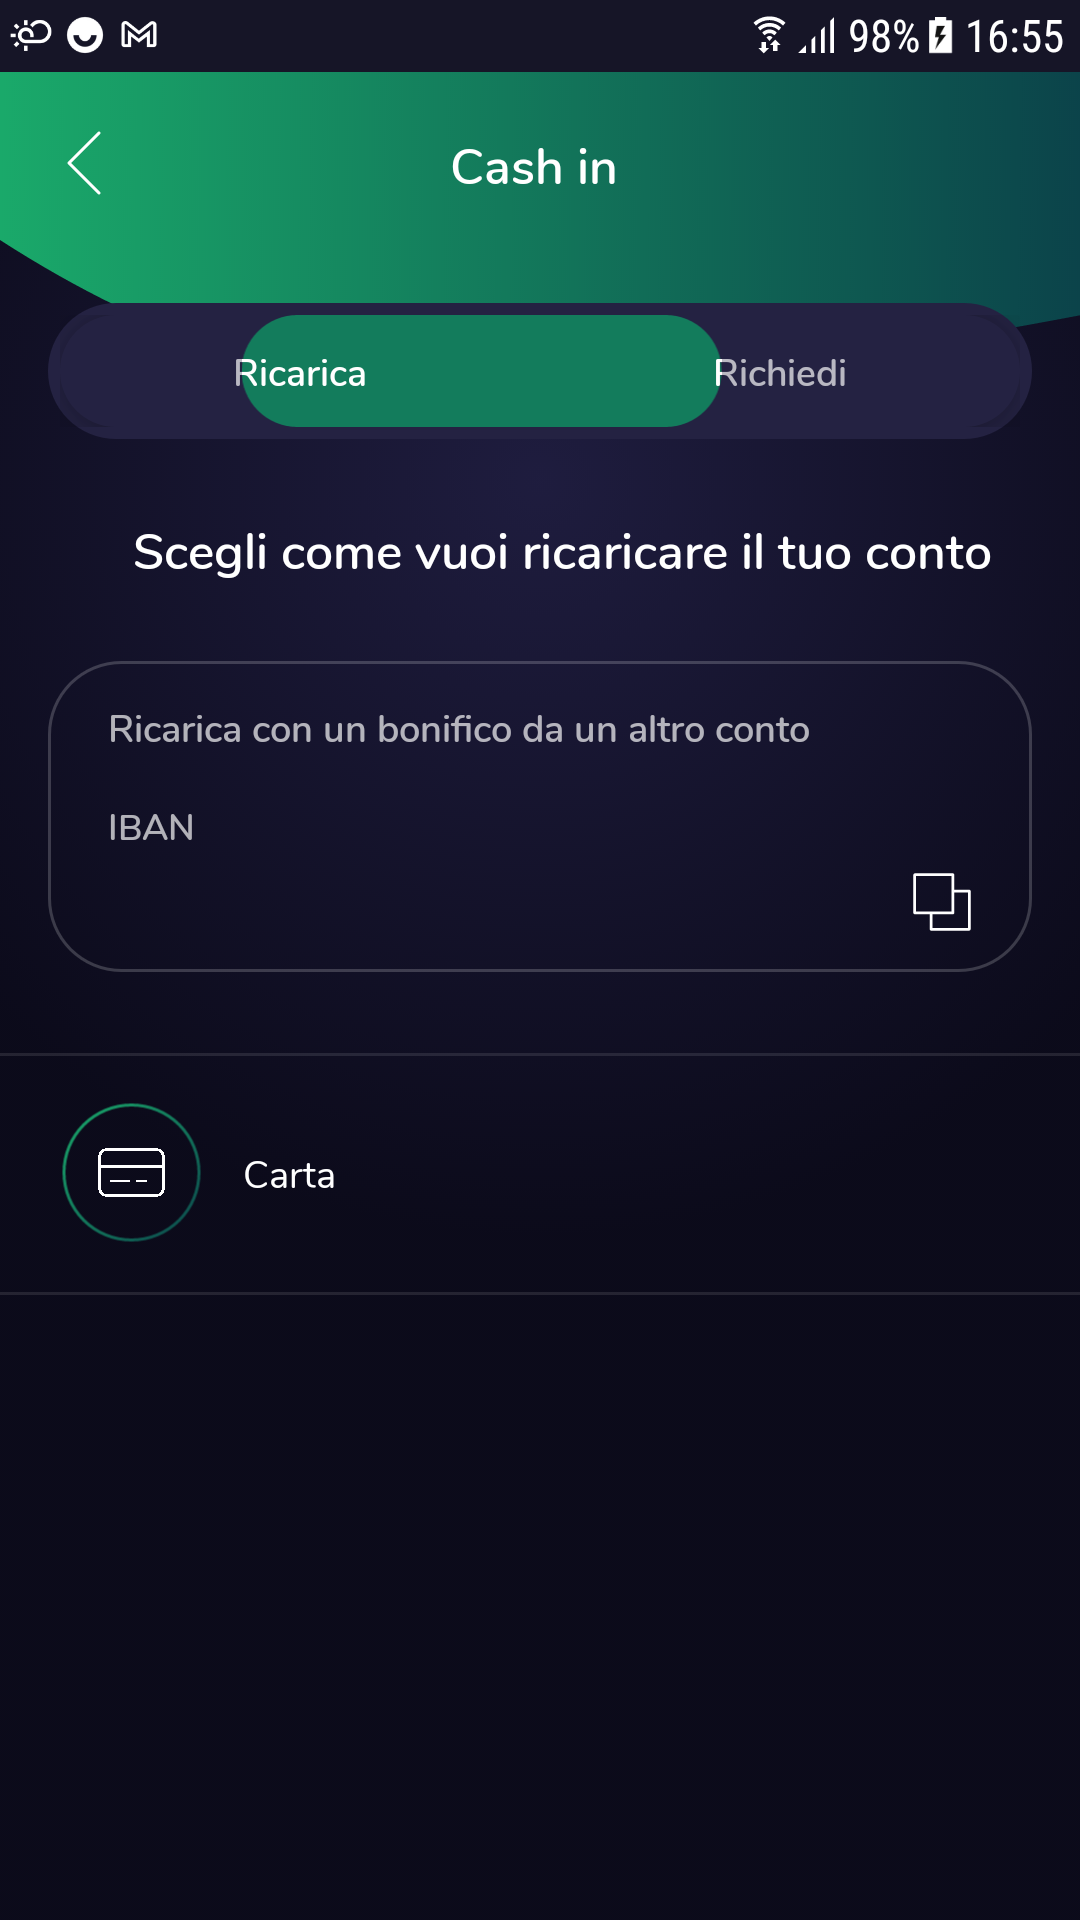 98% 16:55
Cash in
Ricarica Richiedi
Scegli come vuoi ricaricare il tuo conto
Ricarica con un bonifico da un altro conto
IBAN
Carta